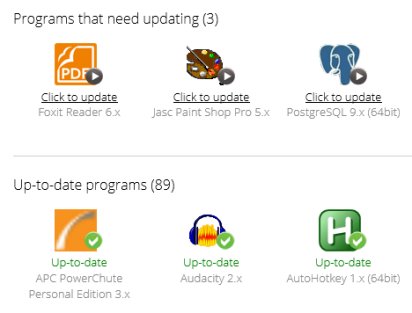 Programs that need updating (3)
PDF
Click to update Click to update Click to update
Foxit Reader 6.x Jasc Paint Shop Pro 5.x PostgreSQL 9.x (64bit)
Up-to-date programs (89)
H
Up-to-date Up-to-date Up-to-date
APC PowerChute Audacity 2.x AutoHotkey 1.x (64bit)
Personal Edition 3.x